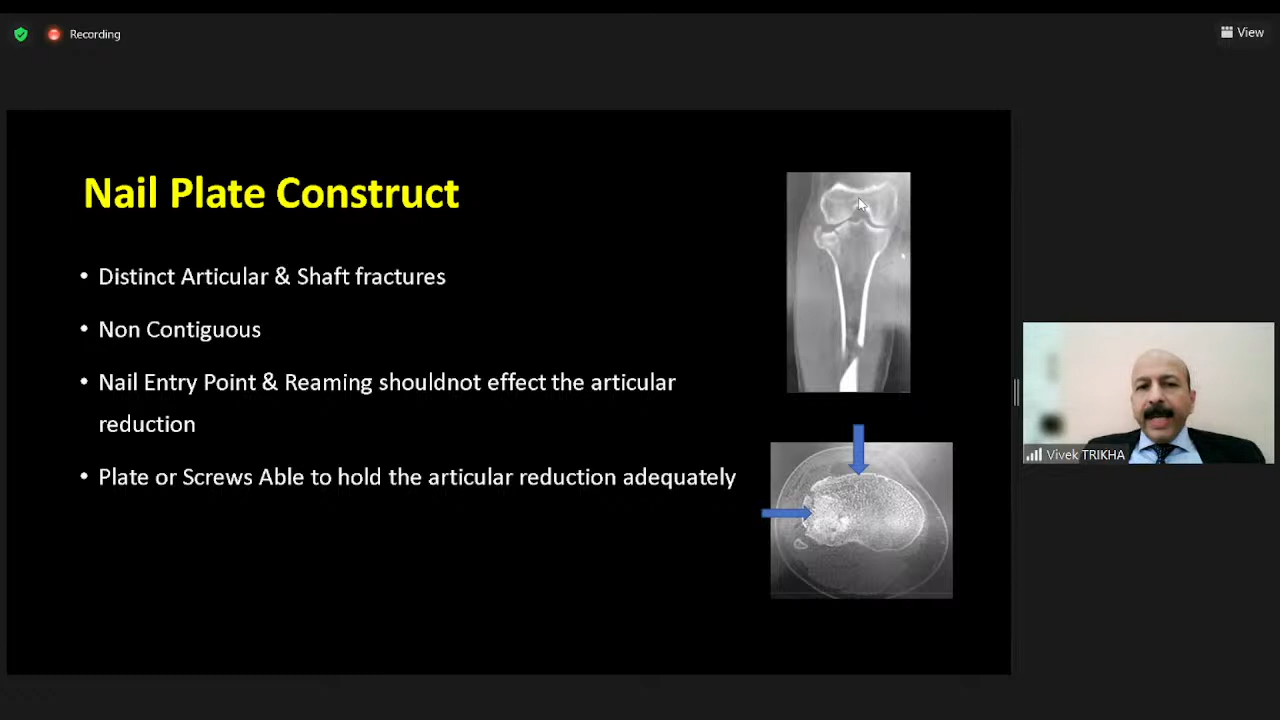 Recording
View
Nail Plate Construct
• Distinct Articular & Shaft fractures
• Non Contiguous
• Nail Entry Point & Reaming shouldnot effect the articular
reduction
• Plate or Screws Able to hold the articular reduction adequately
Vivek TRIKHA